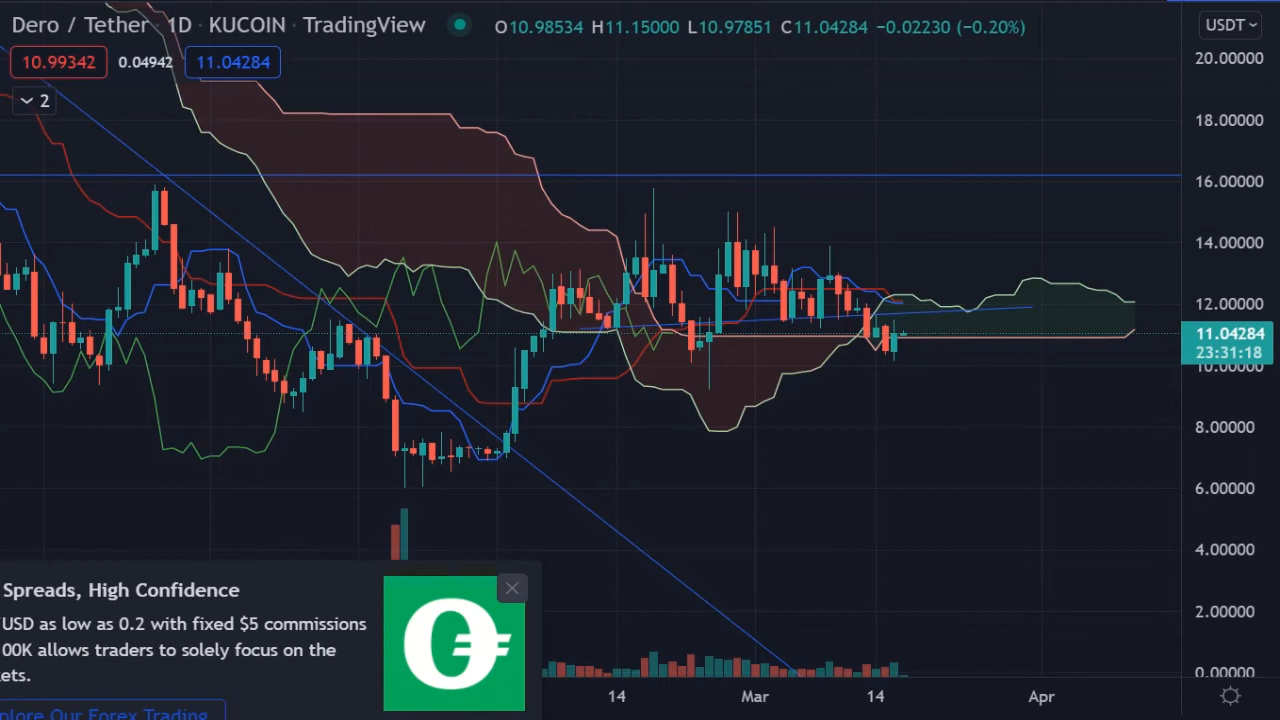 Dero / Tether · 1D · KUCOIN · TradingView
O10.98534 H11.15000 L10.97851 C11.04284 −0.02230 (−0.20%)
USDT
10.99342 0.04942 11.04284
2
20.00000
18.00000
16.00000
14.00000
12.00000
11.04284
23:31:18
10.00000
8.00000
6.00000
4.00000
2.00000
0.00000
Spreads, High Confidence
USD as low as 0.2 with fixed $5 commissions
00K allows traders to solely focus on the
ets.
plore Our Forex Trading
14 Mar 14 Apr